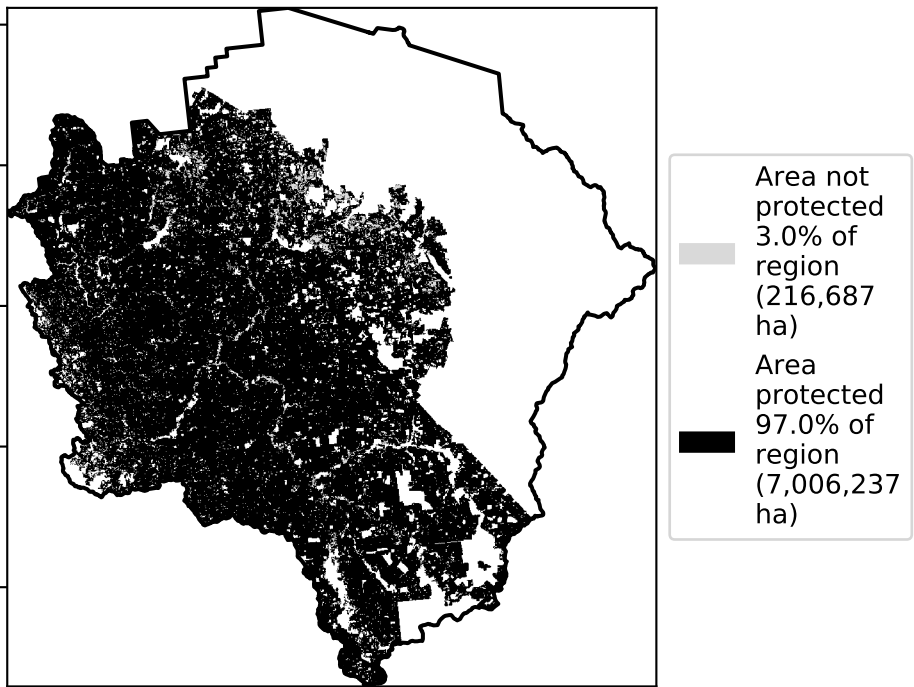 Area not
protected
3.0% of
region
(216,687
ha)
Area
protected
97.0% of
region
(7,006,237
ha)